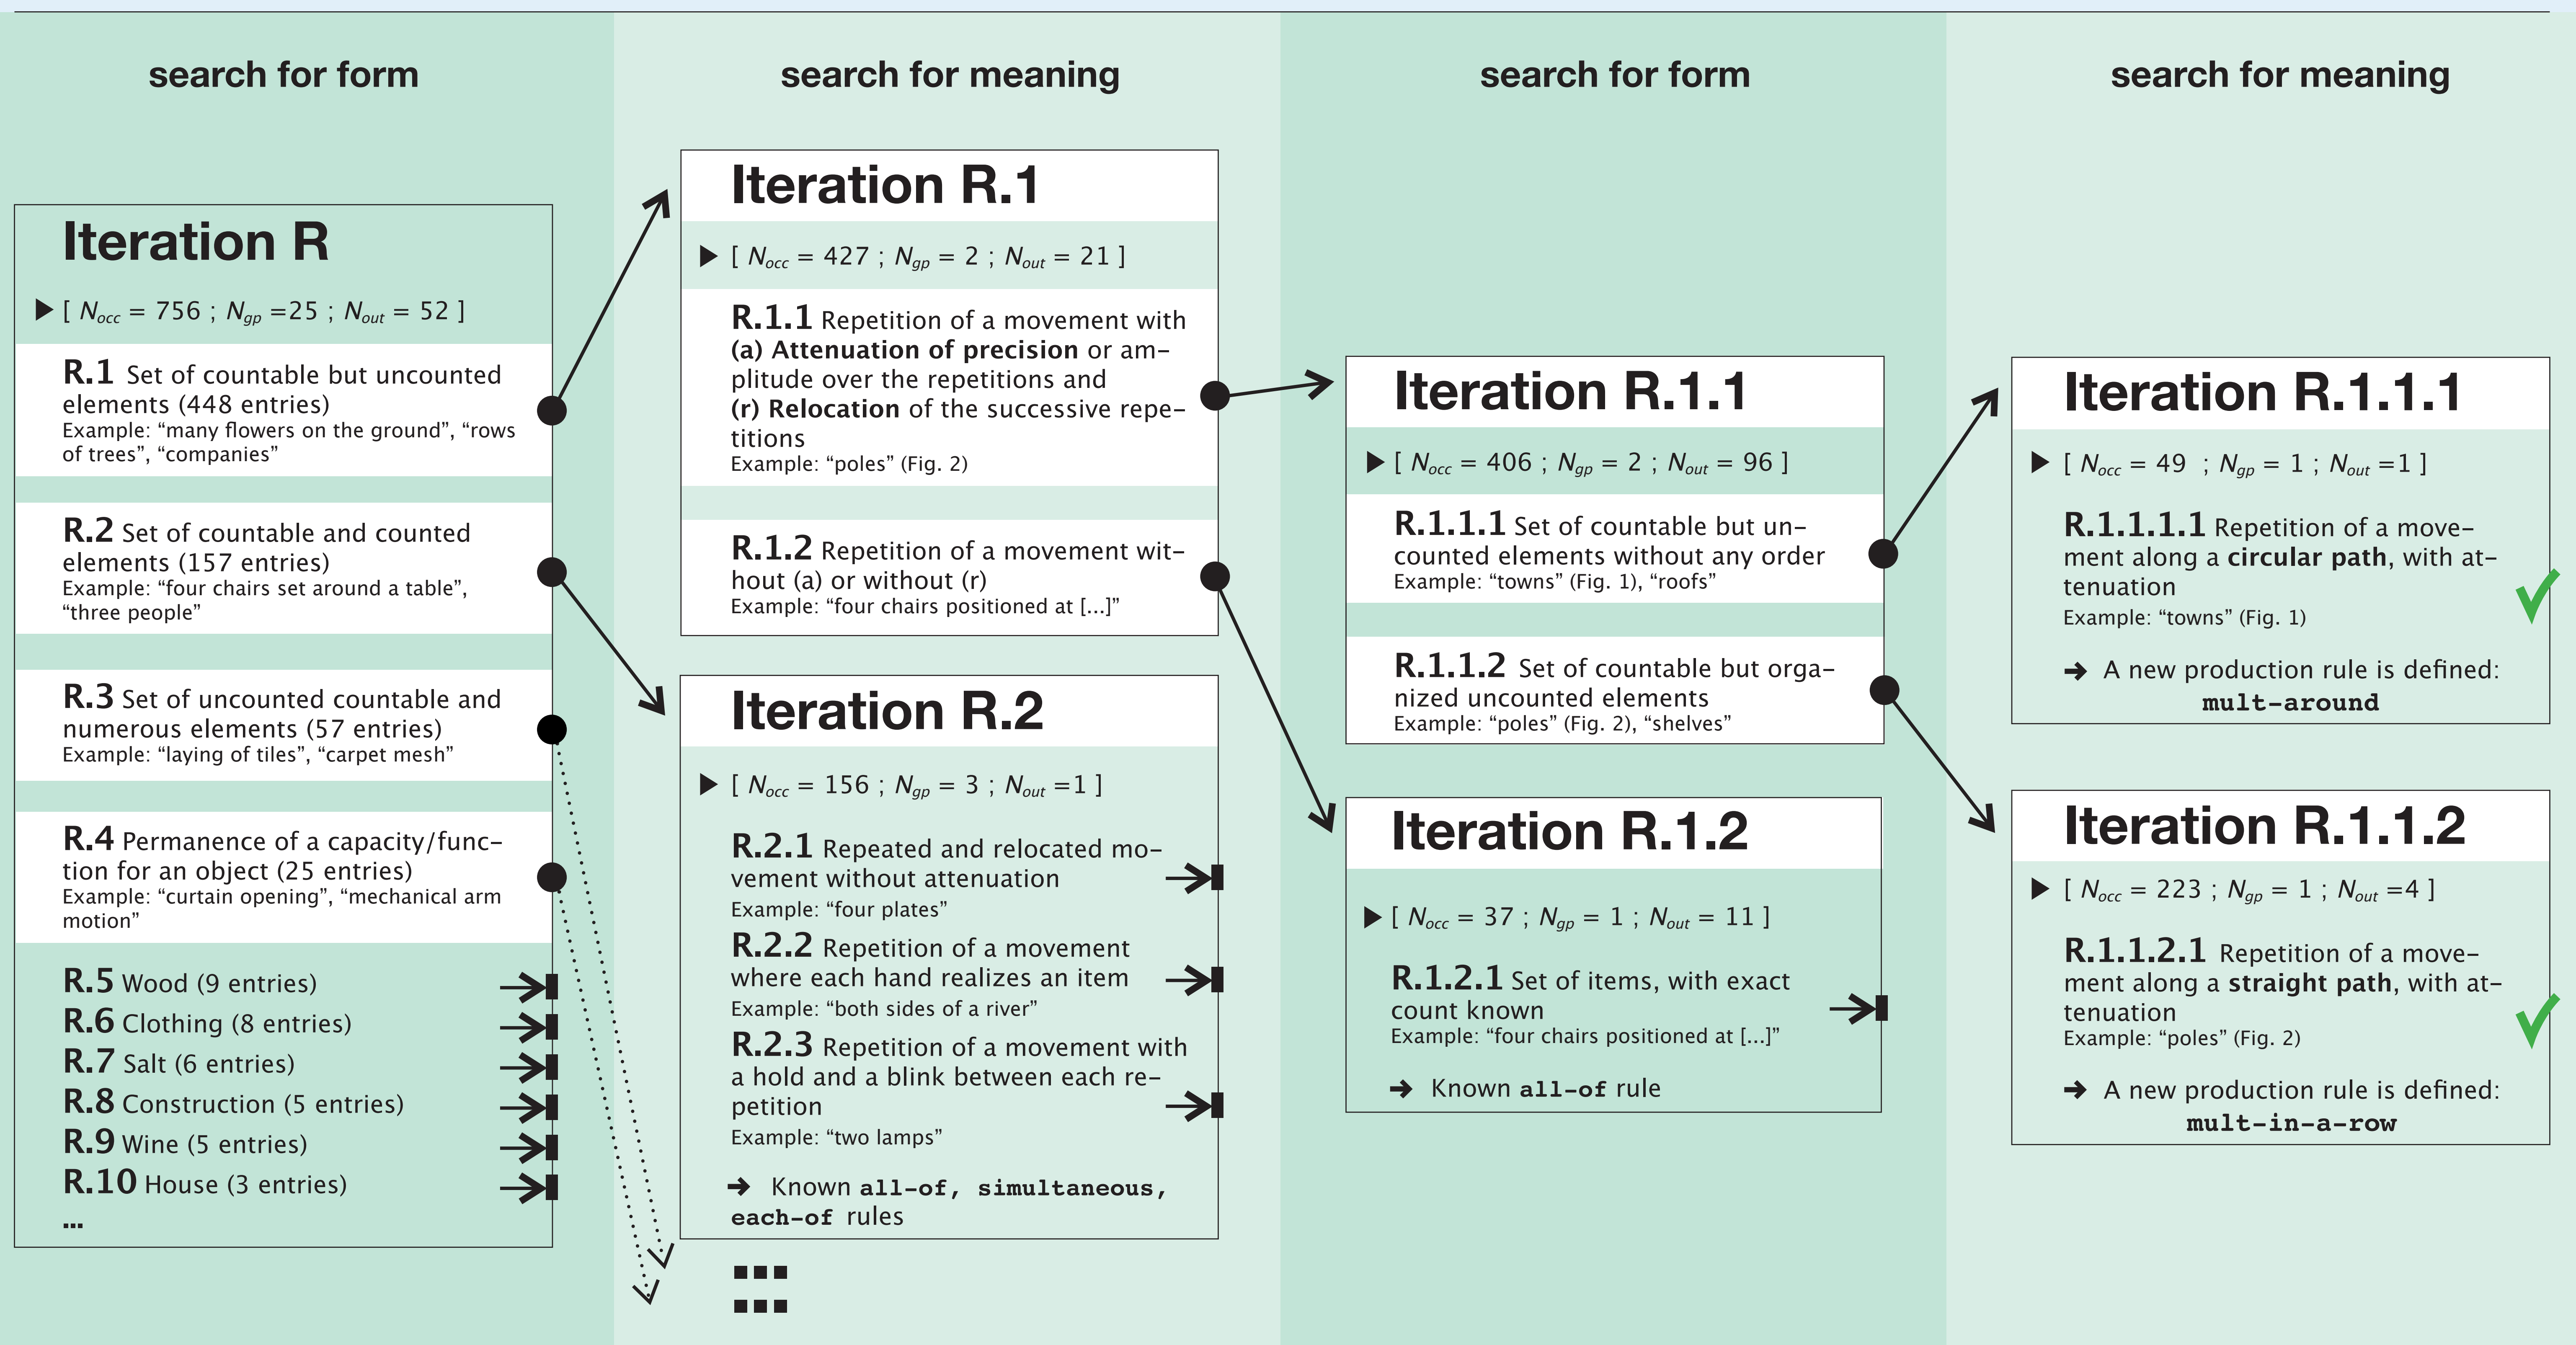 search for form
search for meaning
search for form
search for meaning
Iteration R
[ Nocc = 756 ; Ngp =25 ; Nout = 52 ]
R.1 Set of countable but uncounted
elements (448 entries)
Example: “many flowers on the ground”, “rows
of trees”, “companies”
R.2 Set of countable and counted
elements (157 entries)
Example: “four chairs set around a table”,
“three people”
R.3 Set of uncounted countable and
numerous elements (57 entries)
Example: “laying of tiles”, “carpet mesh”
R.4 Permanence of a capacity/func-
tion for an object (25 entries)
Example: “curtain opening”, “mechanical arm
motion”
R.5 Wood (9 entries)
R.6 Clothing (8 entries)
R.7 Salt (6 entries)
R.8 Construction (5 entries)
R.9 Wine (5 entries)
R.10 House (3 entries)
...
Iteration R.1
[ Nocc = 427 ; Ngp = 2 ; Nout = 21 ]
R.1.1 Repetition of a movement with
(a) Attenuation of precision or am-
plitude over the repetitions and
(r) Relocation of the successive repe-
titions
Example: “poles” (Fig. 2)
R.1.2 Repetition of a movement wit-
hout (a) or without (r)
Example: “four chairs positioned at [...]”
Iteration R.2
[ Nocc = 156 ; Ngp = 3 ; Nout =1 ]
R.2.1 Repeated and relocated mo-
vement without attenuation
Example: “four plates”
R.2.2 Repetition of a movement
where each hand realizes an item
Example: “both sides of a river”
R.2.3 Repetition of a movement with
a hold and a blink between each re-
petition
Example: “two lamps”
➔ Known all-of, simultaneous,
each-of rules
Iteration R.1.1
[ Nocc = 406 ; Ngp = 2 ; Nout = 96 ]
R.1.1.1 Set of countable but un-
counted elements without any order
Example: “towns” (Fig. 1), “roofs”
R.1.1.2 Set of countable but orga-
nized uncounted elements
Example: “poles” (Fig. 2), “shelves”
Iteration R.1.2
[ Nocc = 37 ; Ngp = 1 ; Nout = 11 ]
R.1.2.1 Set of items, with exact
count known
Example: “four chairs positioned at [...]”
➔ Known all-of rule
Iteration R.1.1.1
[ Nocc = 49 ; Ngp = 1 ; Nout =1 ]
R.1.1.1.1 Repetition of a move-
ment along a circular path, with at-
tenuation
Example: “towns” (Fig. 1)
➔ A new production rule is defined:
mult-around
Iteration R.1.1.2
[ Nocc = 223 ; Ngp = 1 ; Nout =4 ]
R.1.1.2.1 Repetition of a move-
ment along a straight path, with at-
tenuation
Example: “poles” (Fig. 2)
➔ A new production rule is defined:
mult-in-a-row